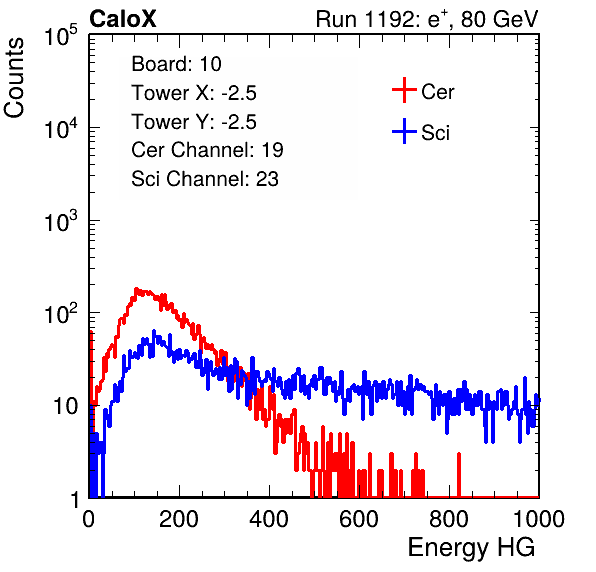 CaloX Run 1192: e⁺, 80 GeV
Counts
Board: 10
Tower X: -2.5
Tower Y: -2.5
Cer Channel: 19
Sci Channel: 23
Cer
Sci
10⁵
10⁴
10³
10²
10
1
0 200 400 600 800 1000
Energy HG